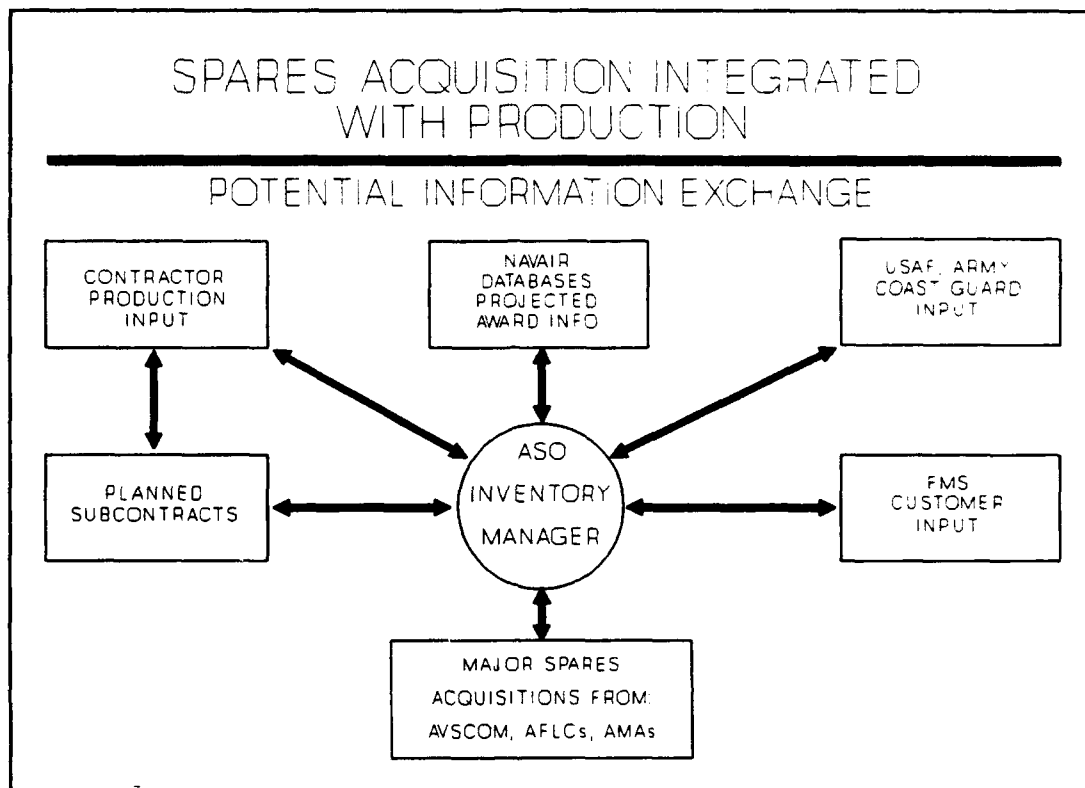 SPARES ACQUISITION INTEGRATED
WITH PRODUCTION
POTENTIAL INFORMATION EXCHANGE
CONTRACTOR
PRODUCTION
INPUT
NAVAIR
DATABASES
PROJECTED
AWARD INFO
USAF, ARMY
COAST GUARD
INPUT
PLANNED
SUBCONTRACTS
ASO
INVENTORY
MANAGER
FMS
CUSTOMER
INPUT
MAJOR SPARES
ACQUISITIONS FROM:
AVSCOM, AFLCs, AMAs